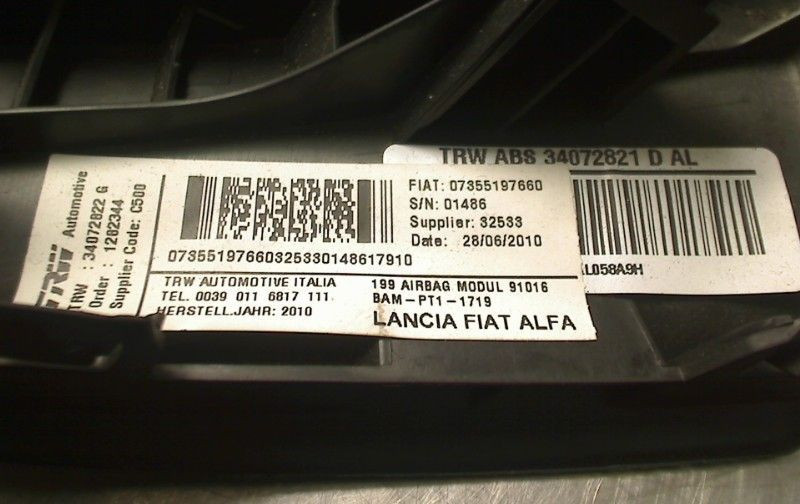 TRW ABS 34072821 D AL
L058A9H
TRW Automotive
TRW : 34072822 G
Order : 1282344
Supplier Code: C500
FIAT: 07355197660
S/N: 01486
Supplier: 32533
Date: 28/06/2010
07355197660325330148617910
TRW AUTOMOTIVE ITALIA
TEL. 0039 011 6817 111
HERSTELL.JAHR: 2010
199 AIRBAG MODUL 91016
BAM-PT1-1719
LANCIA FIAT ALFA